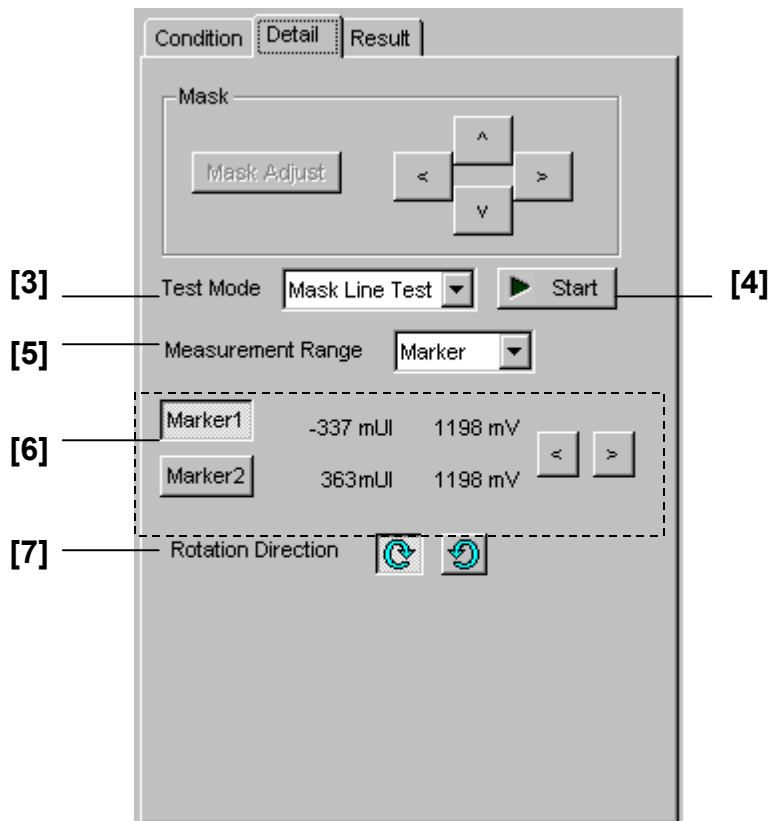 Condition Detail Result
Mask
Mask Adjust
^
< >
v
[3] Test Mode Mask Line Test Start [4]
[5] Measurement Range Marker
[6] Marker1 -337 mUI 1198 mV < >
Marker2 363mUI 1198 mV
[7] Rotation Direction